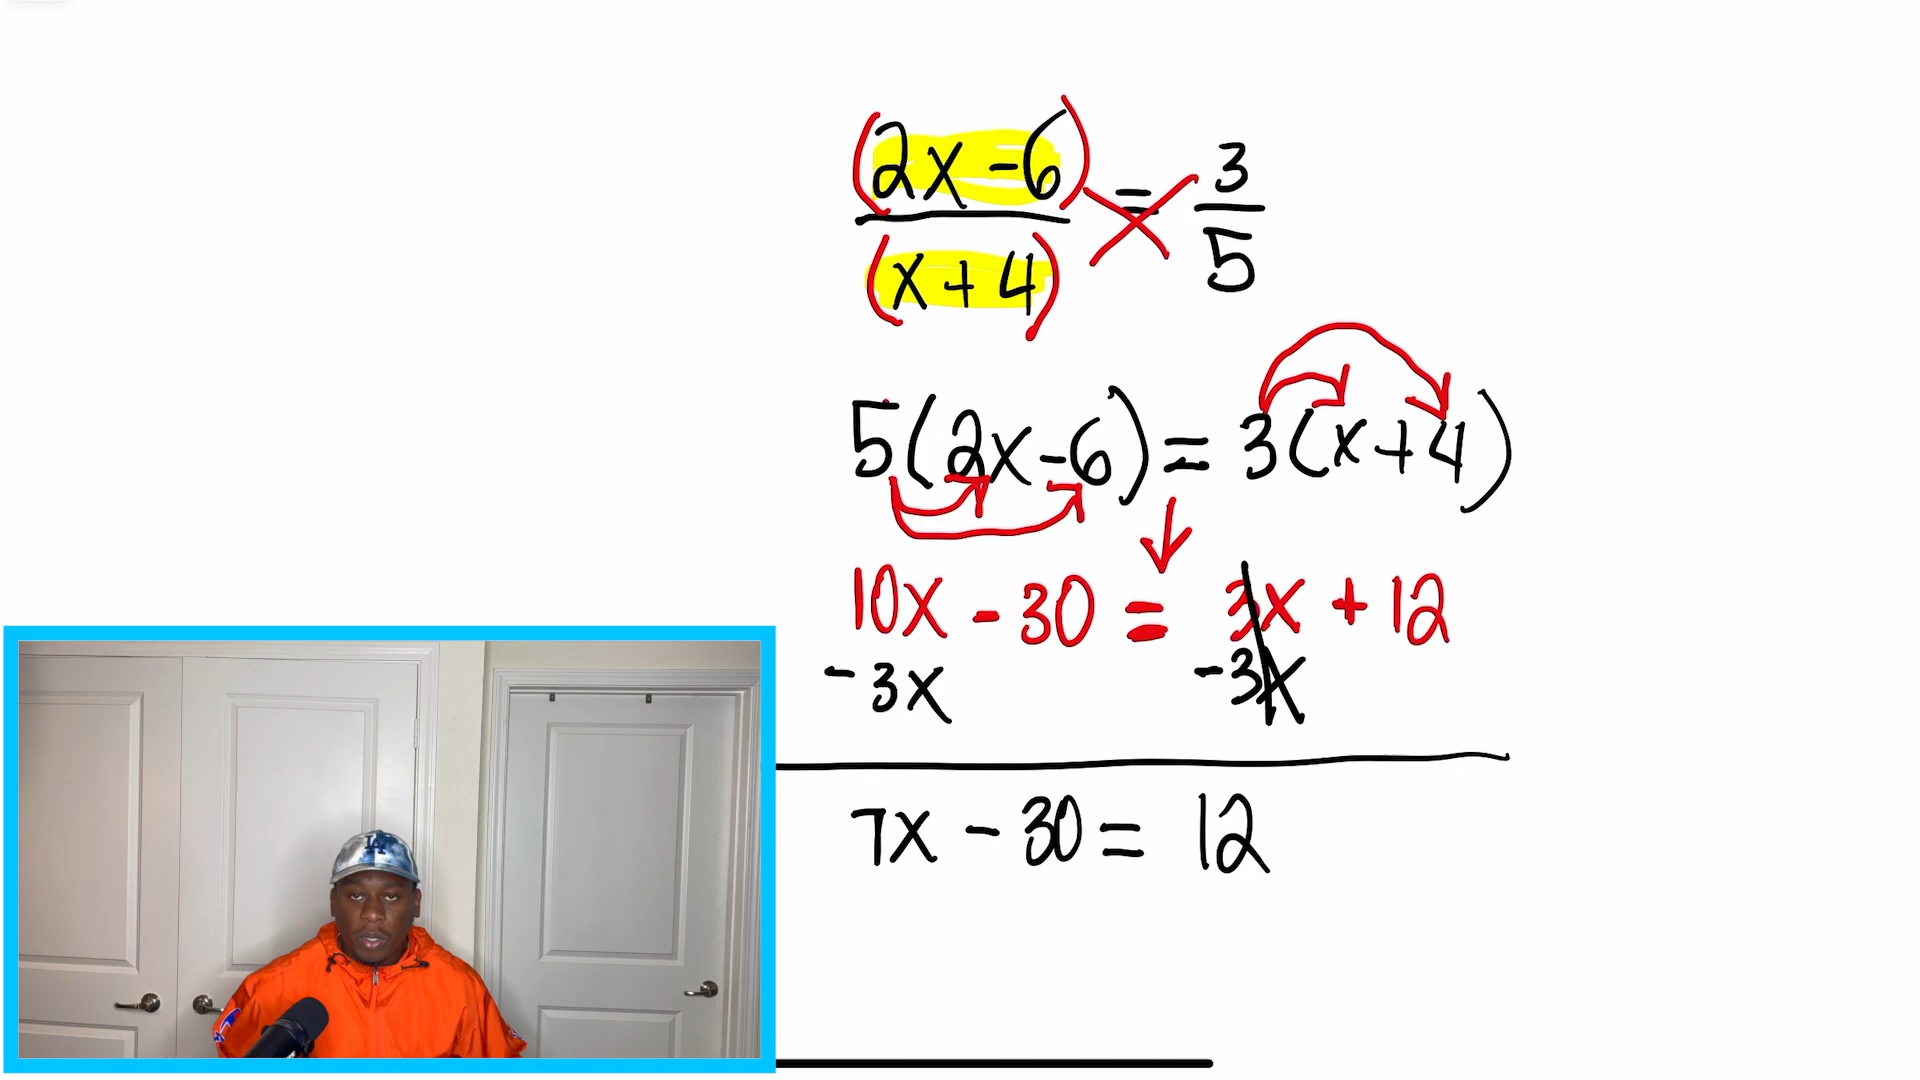 (2x - 6) = 3
(x + 4) 5
5(2x - 6) = 3(x + 4)
10x - 30 = 3x + 12
- 3x - 3x
7x - 30 = 12
LA